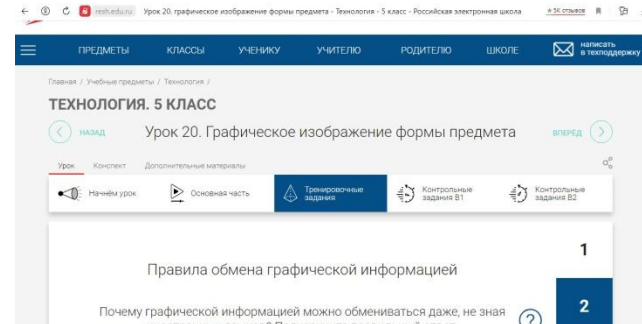 resh.edu.ru Урок 20. графическое изображение формы предмета - Технология - 5 класс - Российская электронная школа ★ 5К отзывов
ПРЕДМЕТЫ КЛАССЫ УЧЕНИКУ УЧИТЕЛЮ РОДИТЕЛЮ ШКОЛЕ написать в техподдержку
Главная / Учебные предметы / Технология /
ТЕХНОЛОГИЯ. 5 КЛАСС
НАЗАД Урок 20. Графическое изображение формы предмета ВПЕРЁД
Урок Конспект Дополнительные материалы
Начнём урок Основная часть Тренировочные задания Контрольные задания В1 Контрольные задания В2
1
Правила обмена графической информацией
Почему графической информацией можно обмениваться даже, не зная
? 2